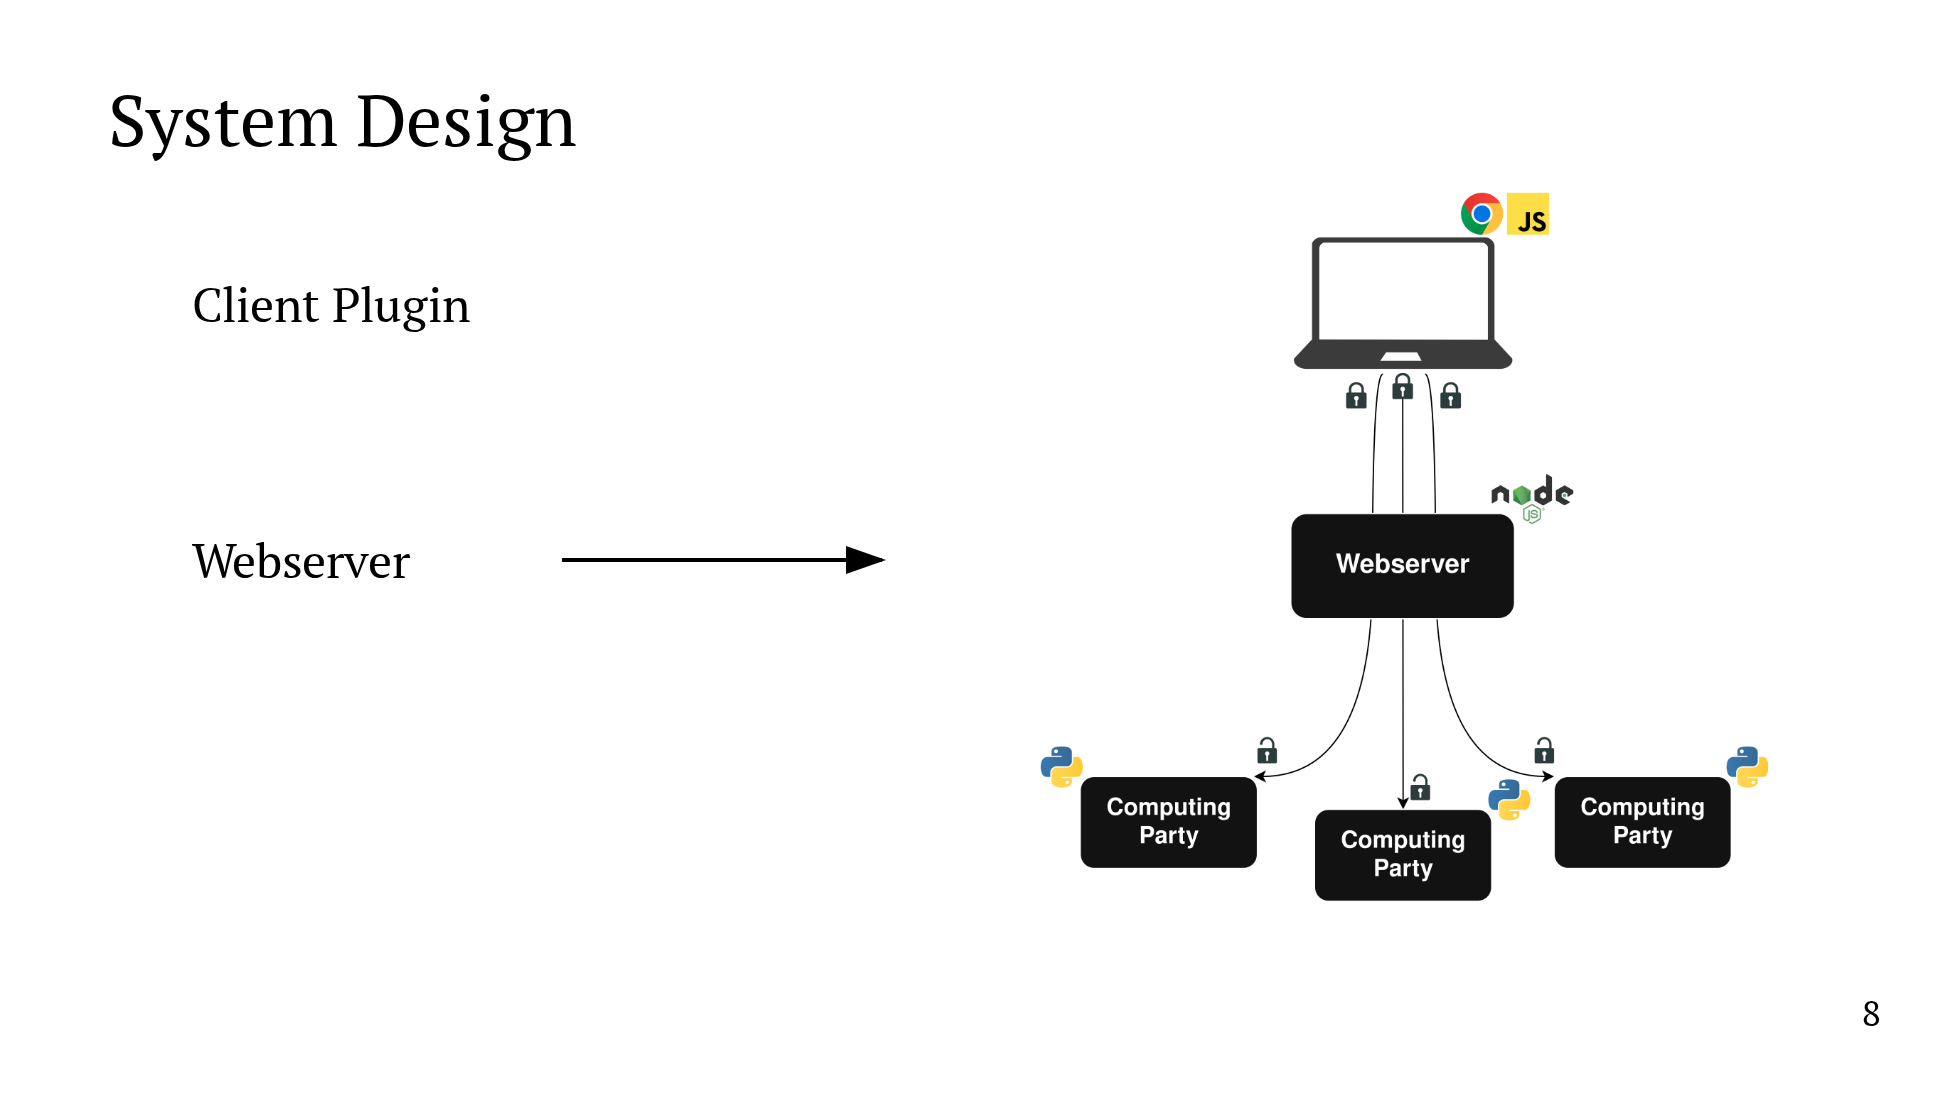 System Design
Client Plugin
Webserver
JS
node
JS
Webserver
Computing
Party
Computing
Party
Computing
Party
8